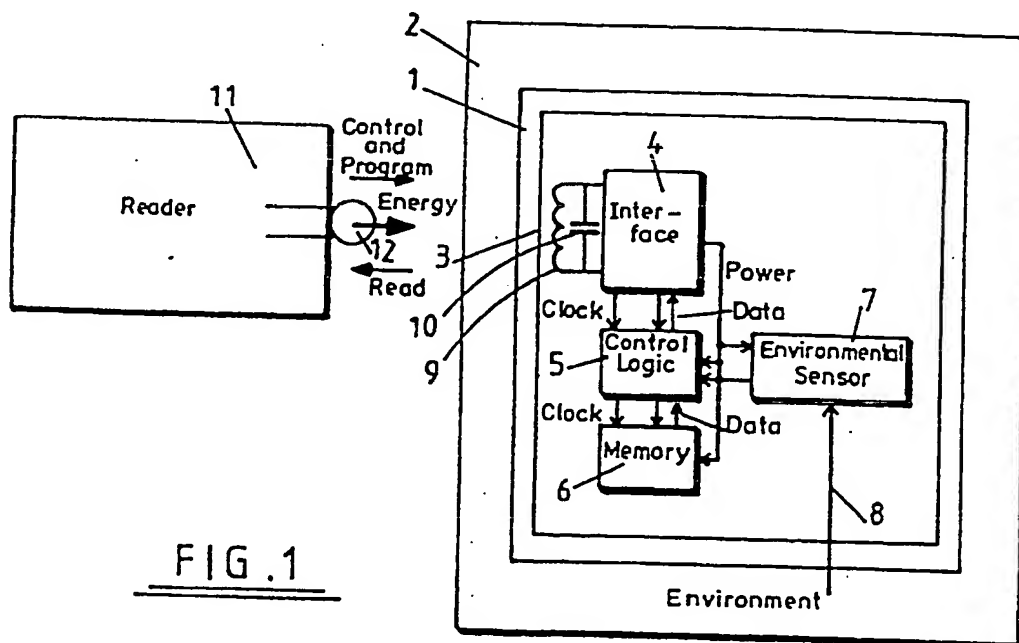 2
11
1
Control
and
Program
4
Reader
Energy
Inter-
face
3
12
Read
Power
10
Clock
Data
7
9
5
Control
Logic
Environmental
Sensor
Clock
Data
Memory
6
8
FIG.1
Environment